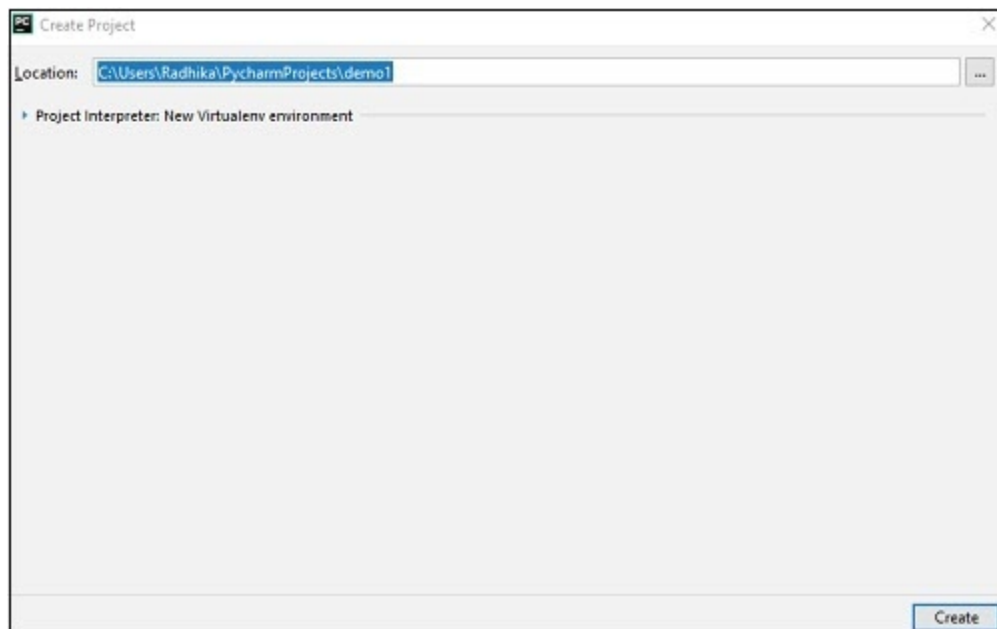 PC
Create Project
Location: C:\Users\Radhika\PycharmProjects\demo1 ...
Project Interpreter: New Virtualenv environment
Create